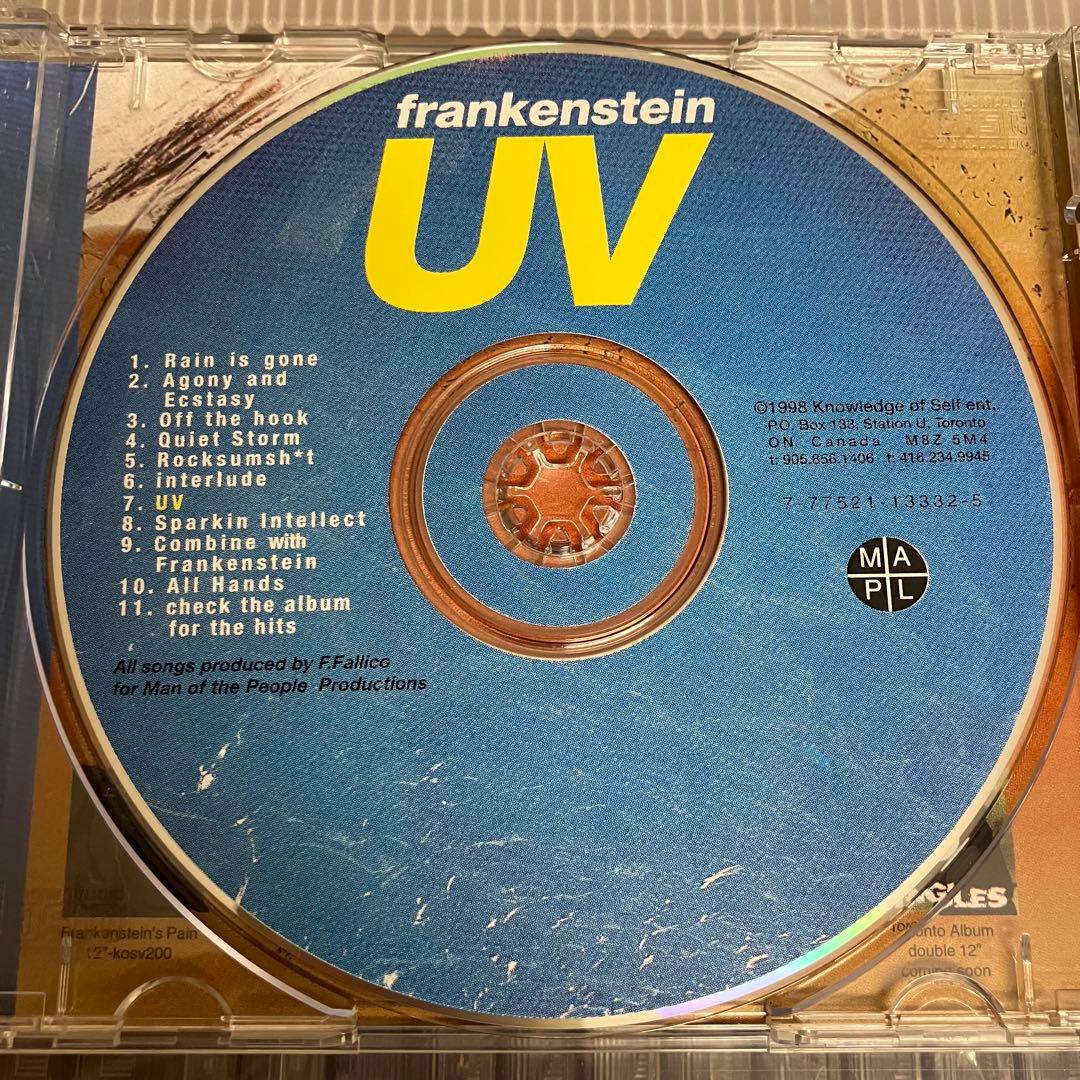 frankenstein
UV
1. Rain is gone
2. Agony and
Ecstasy
3. Off the hook
4. Quiet Storm
5. Rocksumsh*t
6. interlude
7. UV
8. Sparkin Intellect
9. Combine with
Frankenstein
10. All Hands
11. check the album
for the hits
All songs produced by F.Fallico
for Man of the People Productions
©1998 Knowledge of Self ent.
P.O. Box 133, Station U, Toronto
ON Canada M8Z 5M4
t: 905.856.1406 f: 416.234.9945
7-77521-13332-5
MA
PL
Frankenstein's Pain
12"-kosv200
Toronto Album
double 12"
coming soon